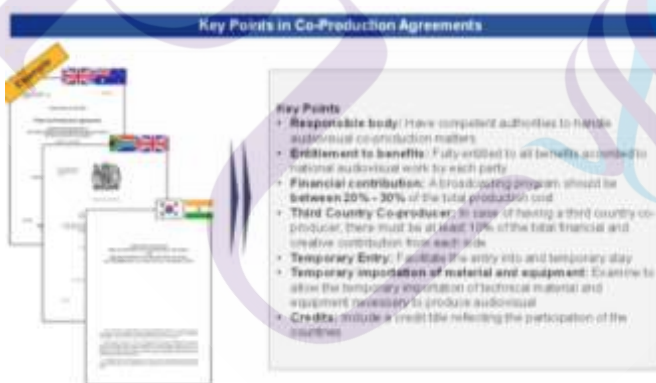 Key Points in Co-Production Agreements
Example
Key Points
• Responsible body: Have competent authorities to handle
audiovisual co-production matters
• Entitlement to benefits: Fully entitled to all benefits accorded to
national audiovisual work by each party
• Financial contribution: A broadcasting program should be
between 20% - 30% of the total production cost
• Third Country Co-producer: In case of having a third country co-
producer, there must be at least 10% of the total financial and
creative contribution from each side
• Temporary Entry: Facilitate the entry into and temporary stay
• Temporary importation of material and equipment: Examine to
allow the temporary importation of technical material and
equipment necessary to produce audiovisual
• Credits: Include a credit title reflecting the participation of the
countries